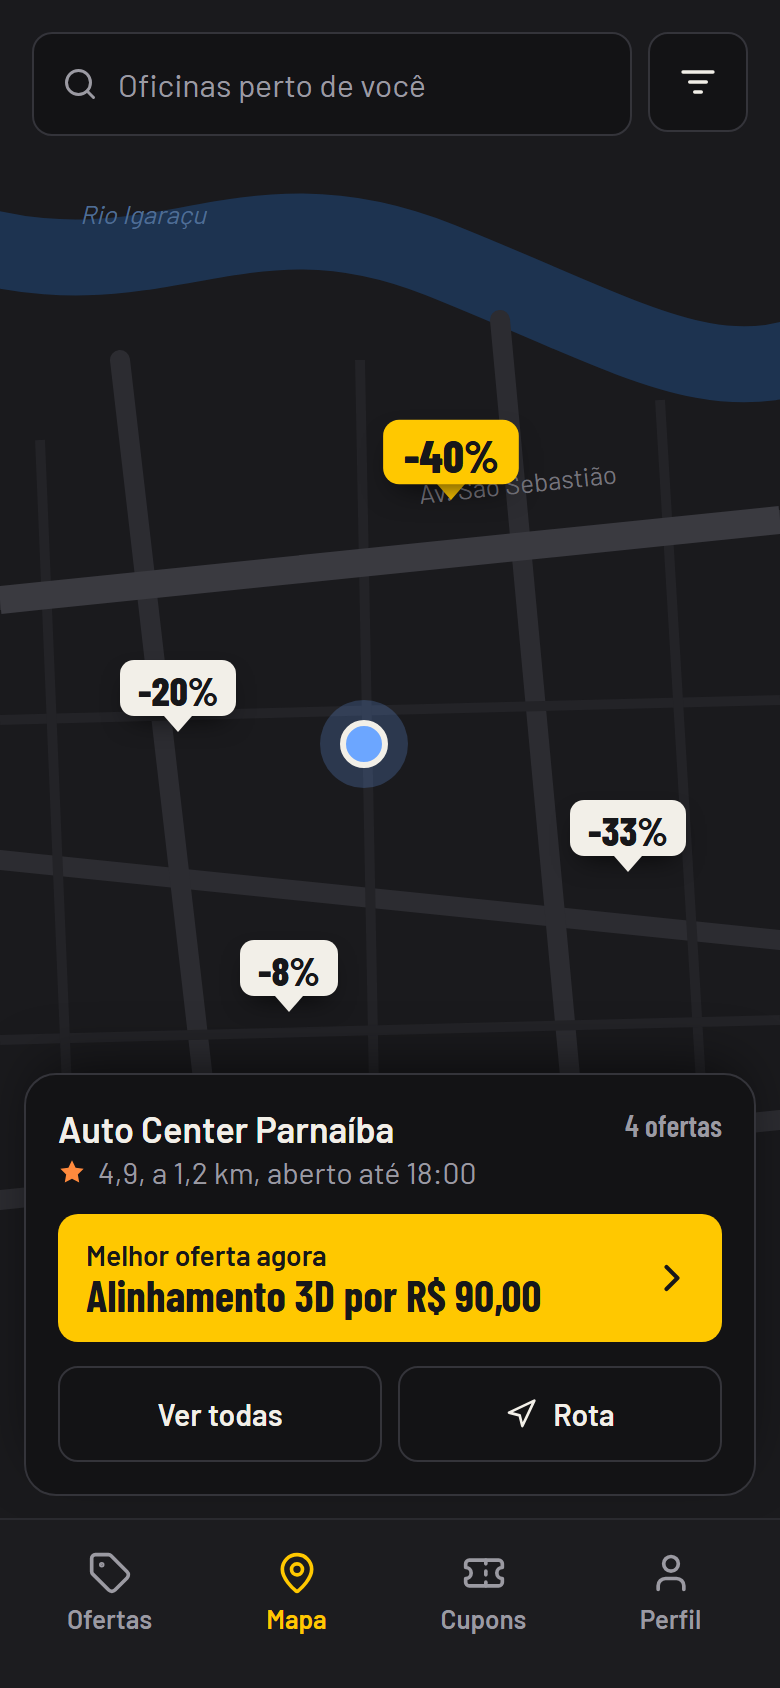 Oficinas perto de você
Rio Igaraçu
-40%
Av. São Sebastião
-20%
-33%
-8%
Auto Center Parnaíba
4 ofertas
4,9, a 1,2 km, aberto até 18:00
Melhor oferta agora
Alinhamento 3D por R$ 90,00
Ver todas
Rota
Ofertas
Mapa
Cupons
Perfil